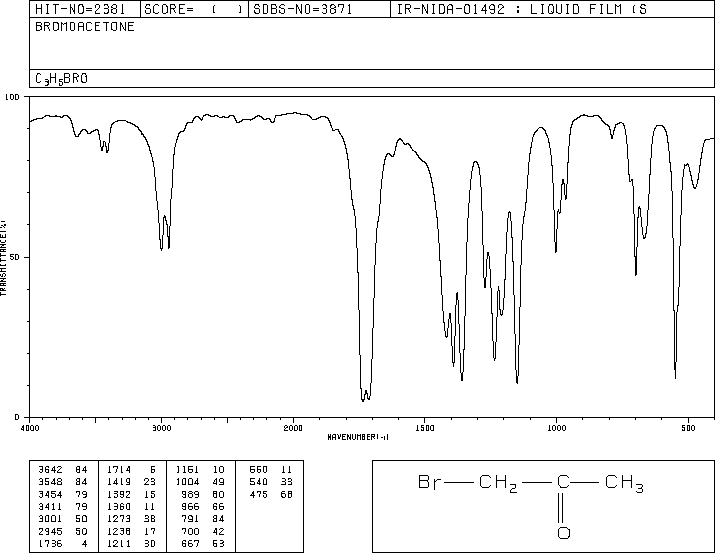 HIT-NO=2381 SCORE= ( ) SDBS-NO=3871 IR-NIDA-01492 : LIQUID FILM (S
BROMOACETONE
C3H5BRO
100
50
0
TRANSMITTANCE(%)
4000 3000 2000 1500 1000 500
WAVENUMBER(-1)
3642 84 1714 6 1151 10 550 11
3548 84 1419 23 1004 49 540 33
3454 79 1392 15 989 60 475 68
3411 79 1360 11 966 66
3001 50 1273 38 791 84
2945 50 1238 17 700 42
1736 4 1211 30 667 53
Br CH2 C CH3
O